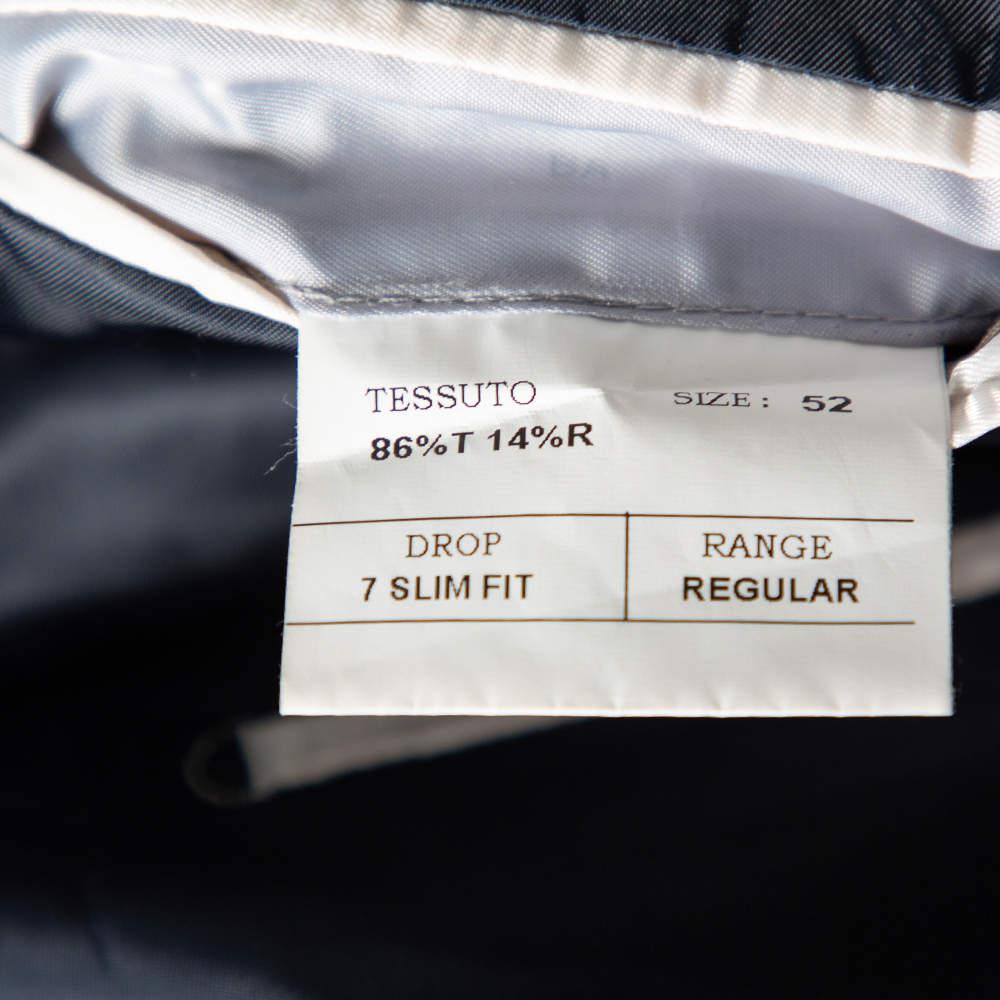 TESSUTO SIZE: 52
86%T 14%R
DROP RANGE
7 SLIM FIT REGULAR